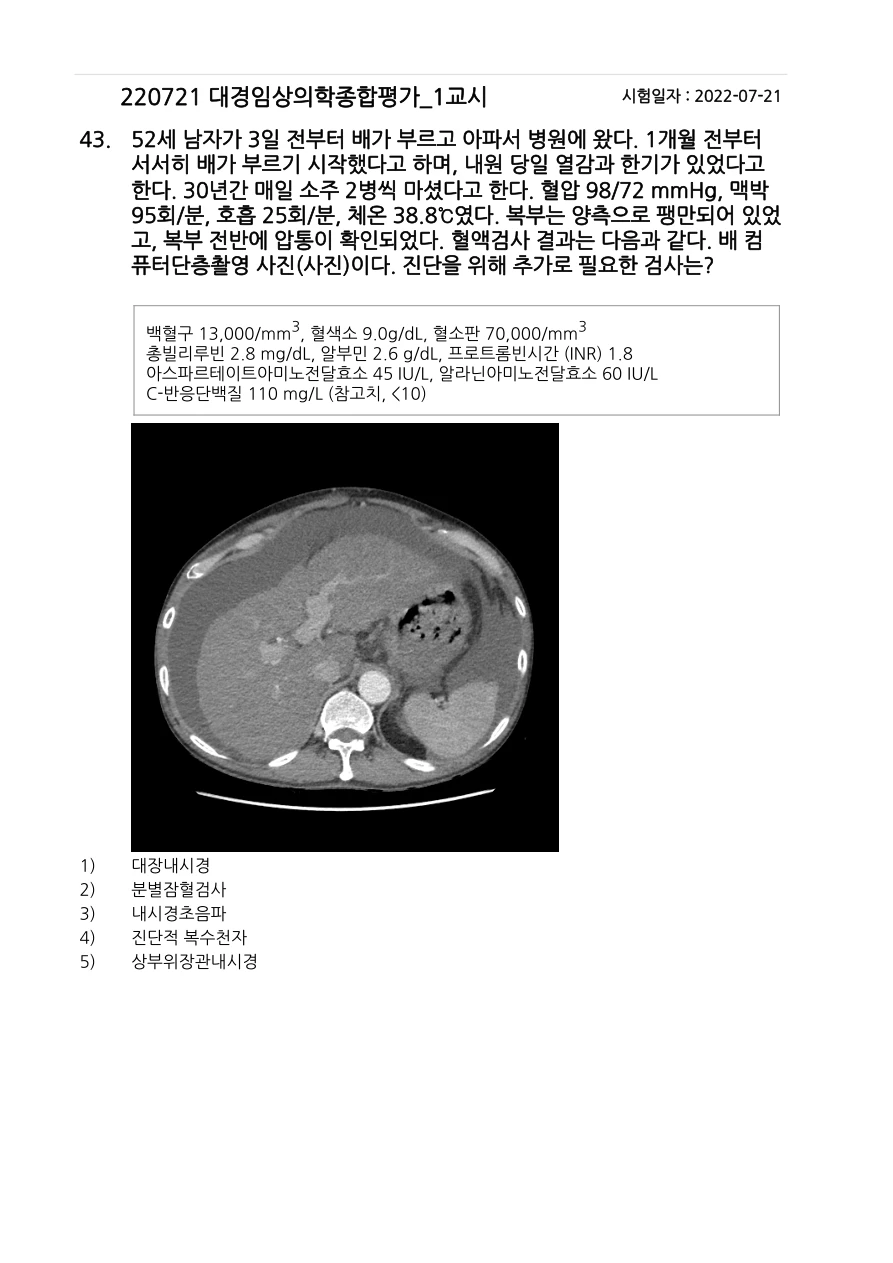 220721 대경임상의학종합평가_1교시
시험일자 : 2022-07-21
43. 52세 남자가 3일 전부터 배가 부르고 아파서 병원에 왔다. 1개월 전부터
서서히 배가 부르기 시작했다고 하며, 내원 당일 열감과 한기가 있었다고
한다. 30년간 매일 소주 2병씩 마셨다고 한다. 혈압 98/72 mmHg, 맥박
95회/분, 호흡 25회/분, 체온 38.8℃였다. 복부는 양측으로 팽만되어 있었
고, 복부 전반에 압통이 확인되었다. 혈액검사 결과는 다음과 같다. 배 컴
퓨터단층촬영 사진(사진)이다. 진단을 위해 추가로 필요한 검사는?
백혈구 13,000/mm³, 혈색소 9.0g/dL, 혈소판 70,000/mm³
총빌리루빈 2.8 mg/dL, 알부민 2.6 g/dL, 프로트롬빈시간 (INR) 1.8
아스파르테이트아미노전달효소 45 IU/L, 알라닌아미노전달효소 60 IU/L
C-반응단백질 110 mg/L (참고치, <10)
1) 대장내시경
2) 분별잠혈검사
3) 내시경초음파
4) 진단적 복수천자
5) 상부위장관내시경